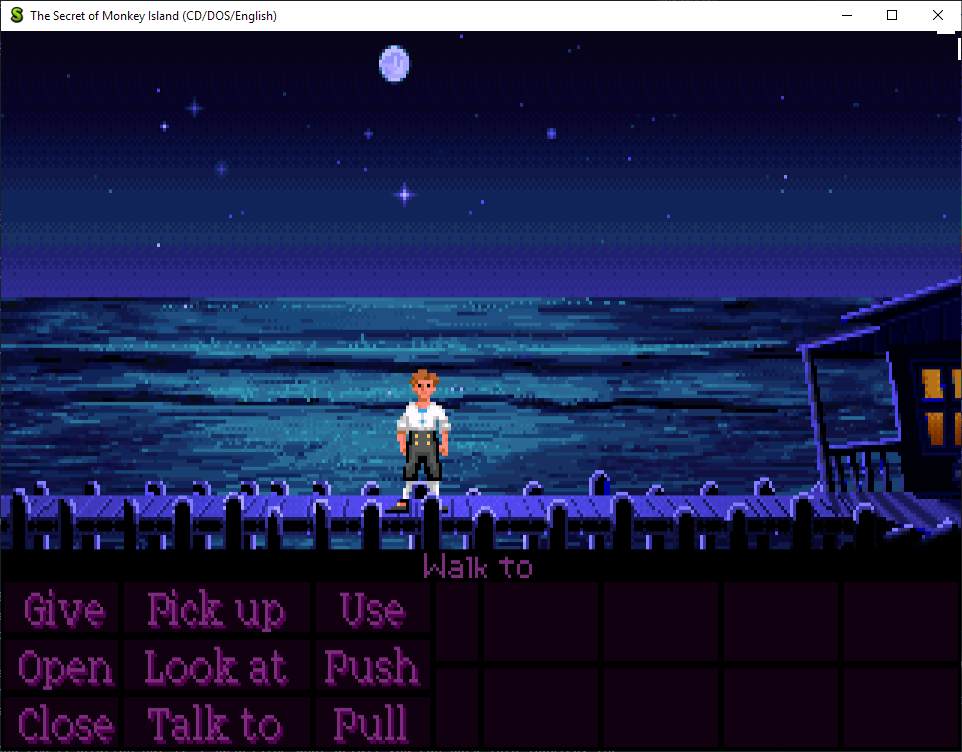 The Secret of Monkey Island (CD/DOS/English)
Walk to
Give Pick up Use
Open Look at Push
Close Talk to Pull